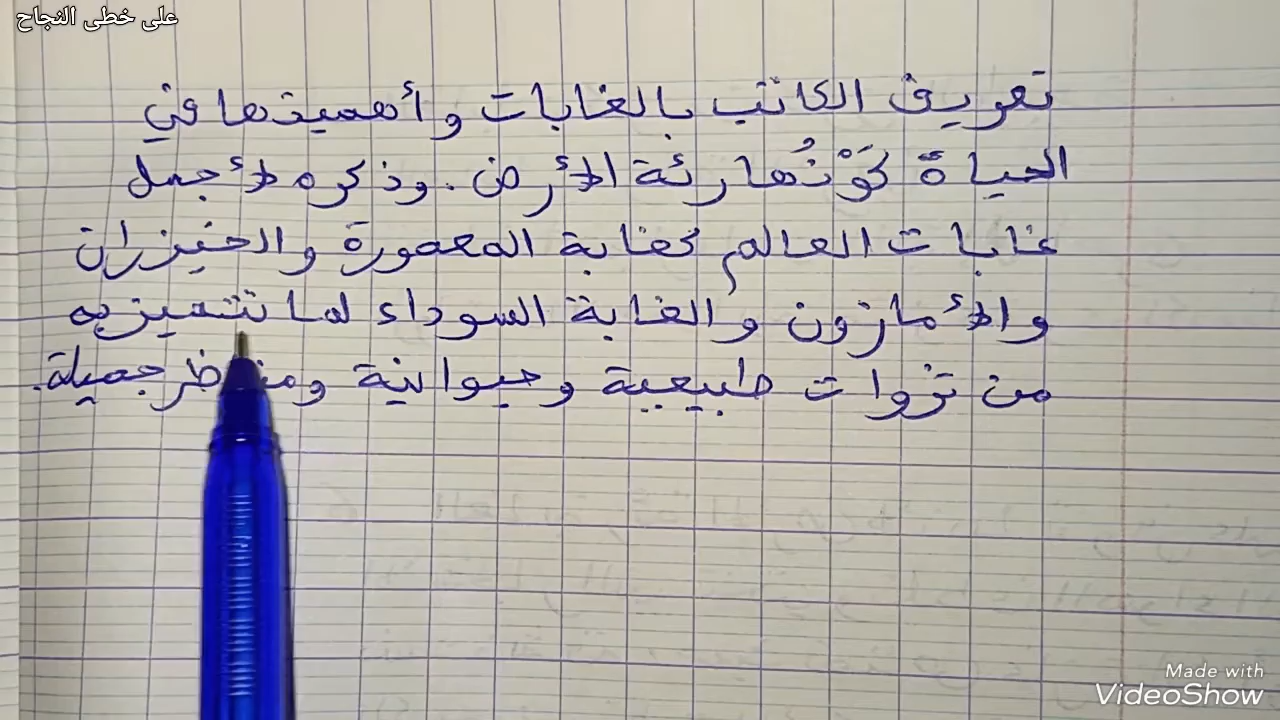 على خطى النجاح
تعريف الكاتب بالغابات وأهميتها في
الحياة كَوْنُها رئة الأرض. وذكره لأجمل
غابات العالم كغابة المعمورة والخيزران
والأمازون والغابة السوداء لما تتميز به
من ثروات طبيعية وحيوانية ومناظر جميلة.
Made with
VideoShow